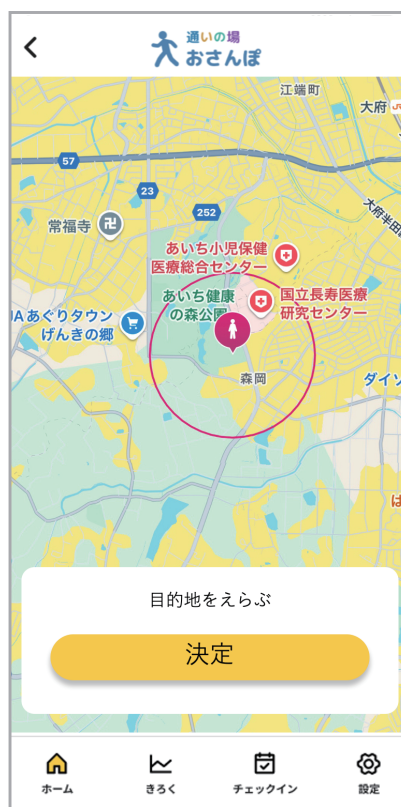 通いの場
おさんぽ
江端町
大府
57
23
252
大府半田
常福寺
あいち小児保健
医療総合センター
あいち健康
の森公園
国立長寿医療
研究センター
JAあぐりタウン
げんきの郷
森岡
ダイソ
は
目的地をえらぶ
決定
ホーム
きろく
チェックイン
設定